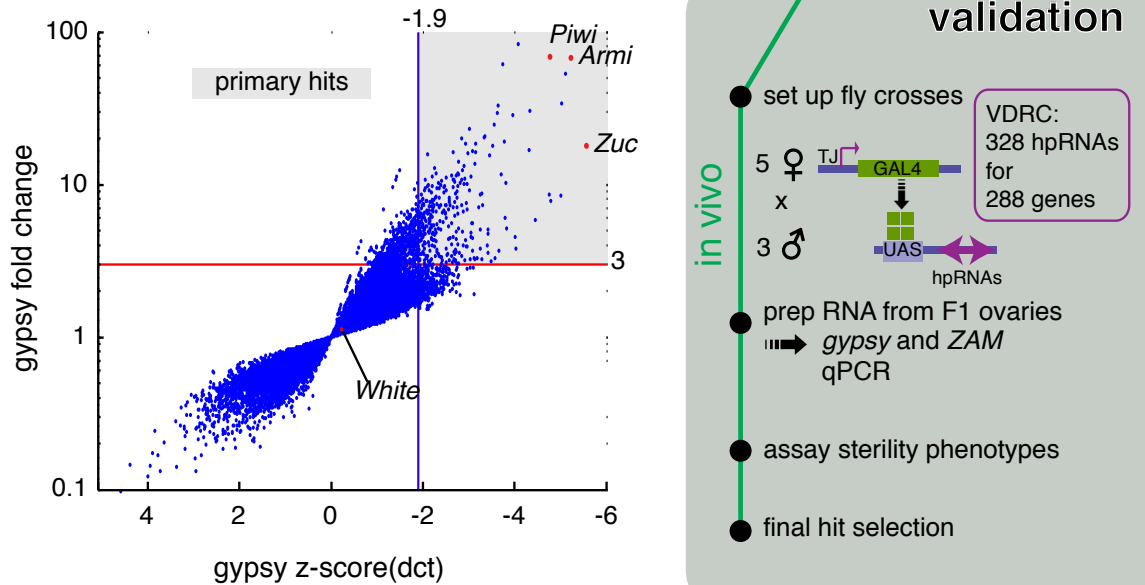 -1.9
100
10
1
0.1
gypsy fold change
primary hits
Piwi
Armi
Zuc
3
White
4 2 0 -2 -4 -6
gypsy z-score(dct)
validation
in vivo
set up fly crosses
5 ♀
x
3 ♂
TJ
GAL4
UAS
hpRNAs
VDRC:
328 hpRNAs
for
288 genes
prep RNA from F1 ovaries
gypsy and ZAM
qPCR
assay sterility phenotypes
final hit selection